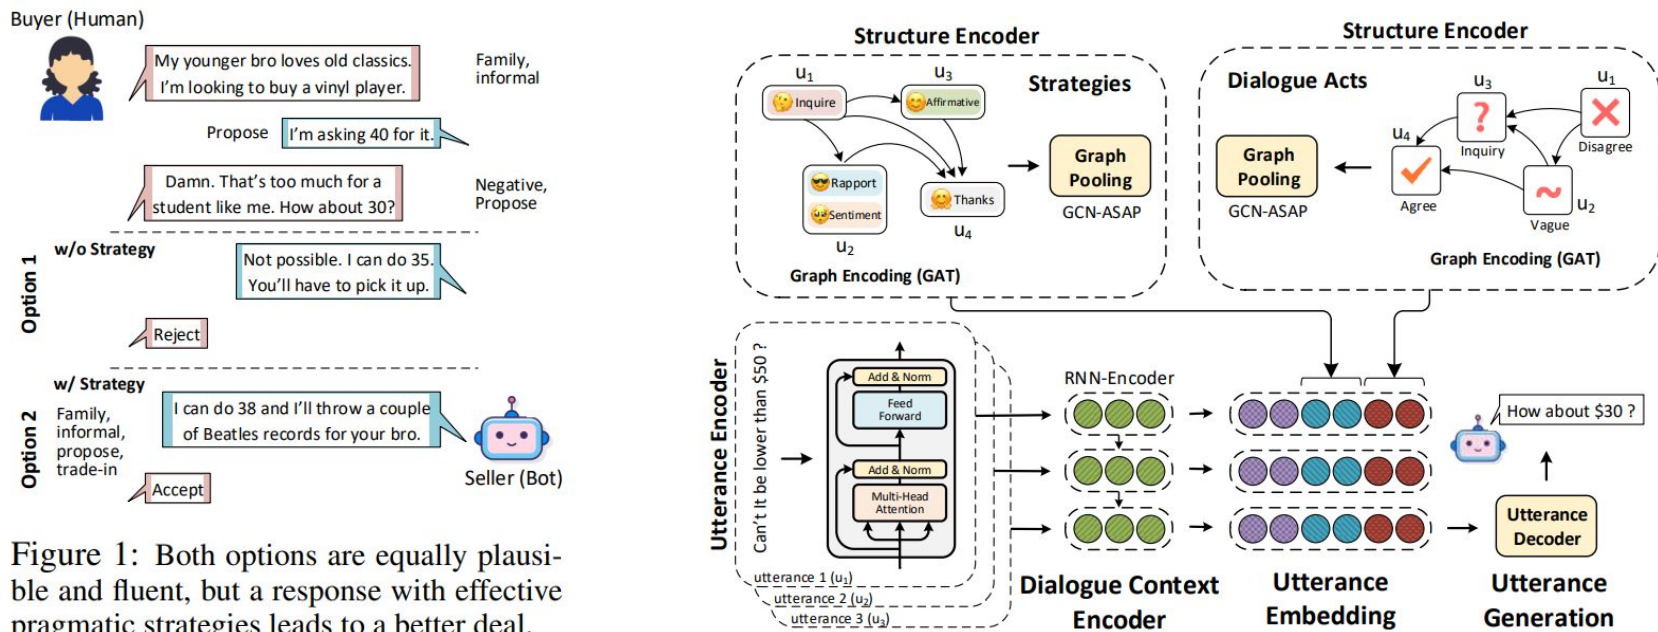 Buyer (Human)
My younger bro loves old classics.
I'm looking to buy a vinyl player.
Family,
informal
Propose
I'm asking 40 for it.
Damn. That's too much for a
student like me. How about 30?
Negative,
Propose
Option 1
w/o Strategy
Not possible. I can do 35.
You'll have to pick it up.
Reject
Option 2
w/ Strategy
Family,
informal,
propose,
trade-in
I can do 38 and I'll throw a couple
of Beatles records for your bro.
Accept
Seller (Bot)
Figure 1: Both options are equally plausi-
ble and fluent, but a response with effective
pragmatic strategies leads to a better deal.
Structure Encoder
Strategies
u1
Inquire
u3
Affirmative
Rapport
Sentiment
u2
Thanks
u4
Graph
Pooling
GCN-ASAP
Graph Encoding (GAT)
Structure Encoder
Dialogue Acts
u1
Disagree
u3
Inquiry
u4
Agree
u2
Vague
Graph
Pooling
GCN-ASAP
Graph Encoding (GAT)
Utterance Encoder
Can't It be lower than $50 ?
Add & Norm
Feed
Forward
Add & Norm
Multi-Head
Attention
utterance 1 (u1)
utterance 2 (u2)
utterance 3 (u3)
RNN-Encoder
Dialogue Context
Encoder
Utterance
Embedding
How about $30 ?
Utterance
Decoder
Utterance
Generation